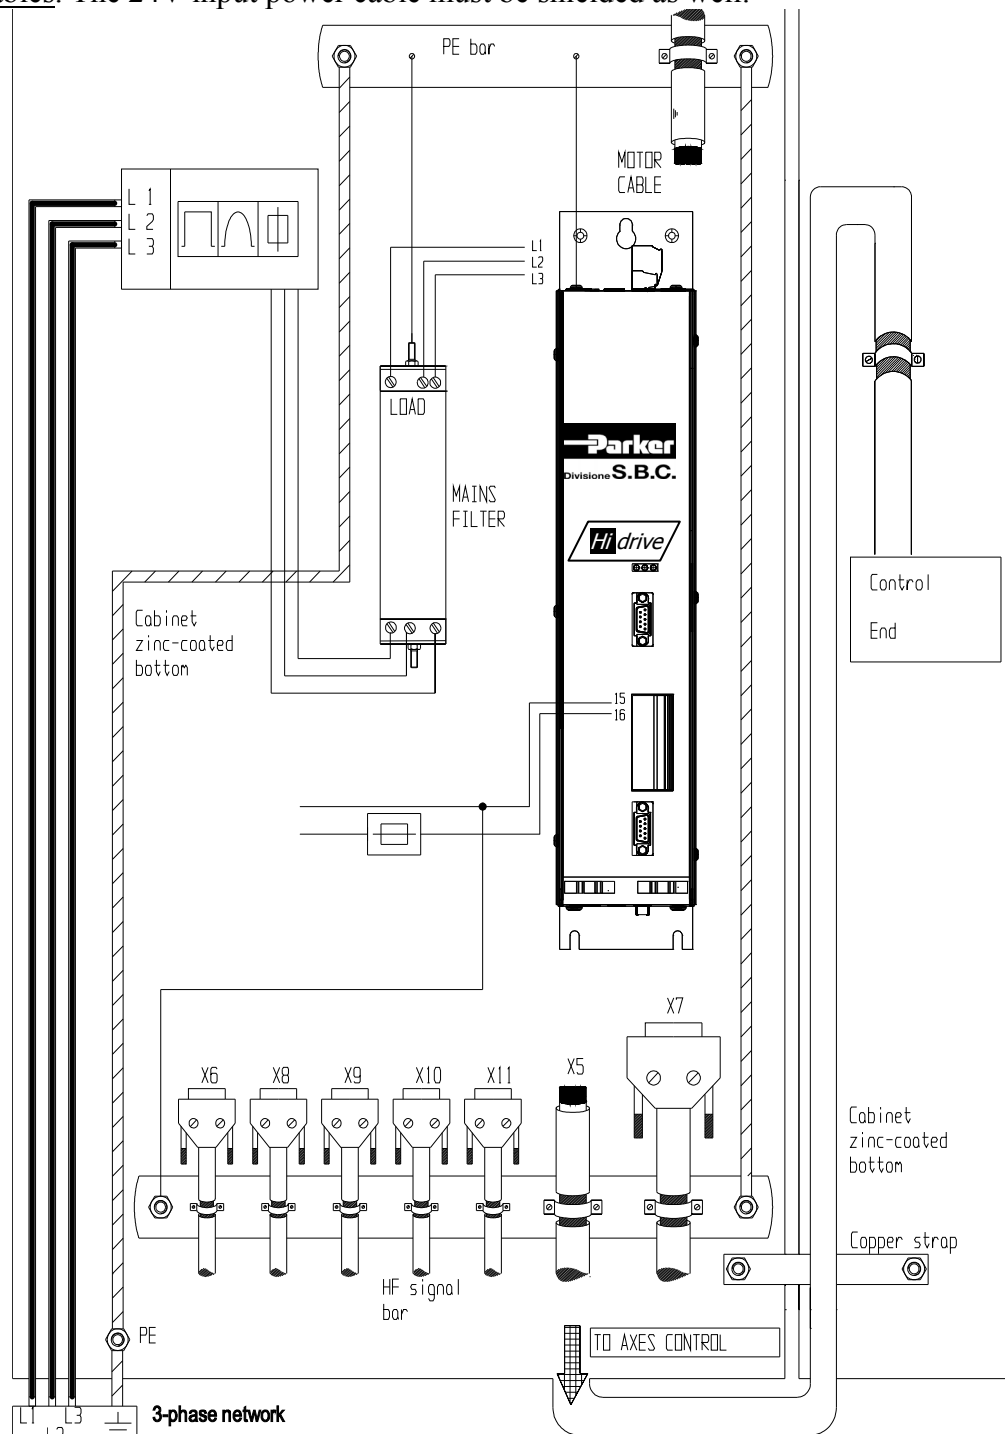 ables. The 24V input power cable must be shielded as well.
PE bar
MOTOR
CABLE
L 1
L 2
L 3
L1
L2
L3
LOAD
Parker
Divisione S.B.C.
MAINS
FILTER
Hi drive
Control
End
Cabinet
zinc-coated
bottom
15
16
X7
X6
X8
X9
X10
X11
X5
Cabinet
zinc-coated
bottom
Copper strap
HF signal
bar
PE
TO AXES CONTROL
L1
L3
L2
3-phase network